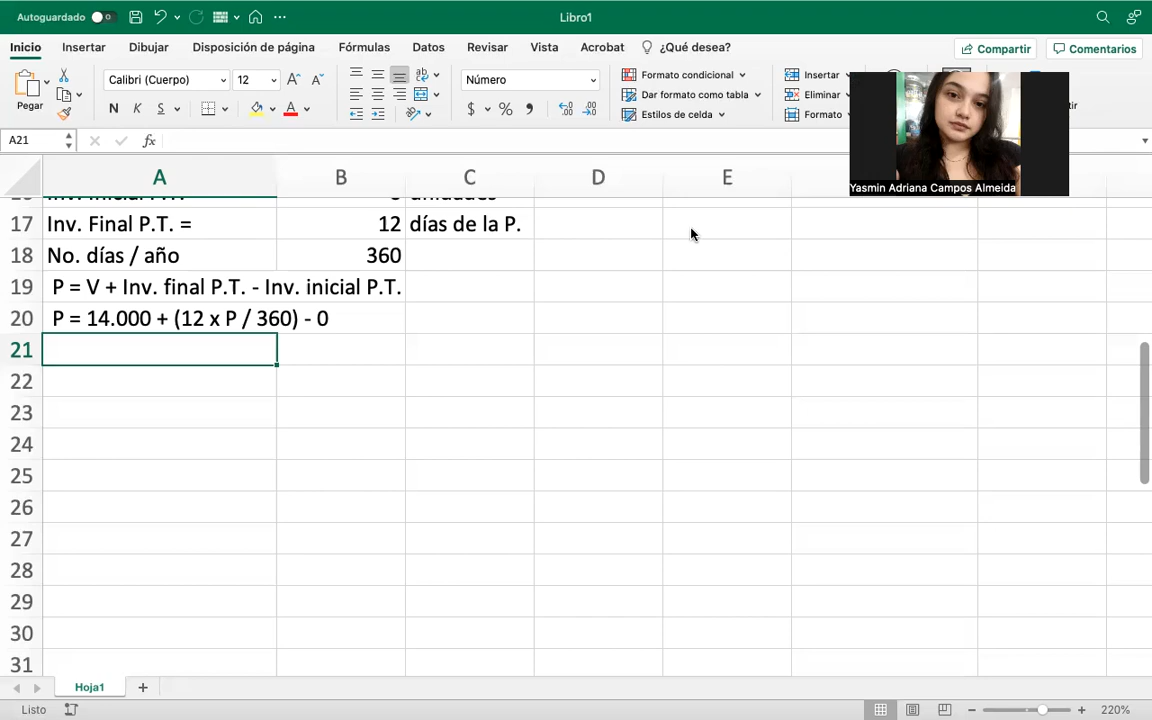 Autoguardado 0 Libro1
Inicio Insertar Dibujar Disposición de página Fórmulas Datos Revisar Vista Acrobat ¿Qué desea? Compartir Comentarios
Pegar Calibri (Cuerpo) 12 Número Formato condicional Insertar
N K S $ % Dar formato como tabla Eliminar
Estilos de celda Formato
A21 fx
Yasmin Adriana Campos Almeida
A B C D E
17 Inv. Final P.T. = 12 días de la P.
18 No. días / año 360
19 P = V + Inv. final P.T. - Inv. inicial P.T.
20 P = 14.000 + (12 x P / 360) - 0
21
22
23
24
25
26
27
28
29
30
31
Hoja1
Listo 220%